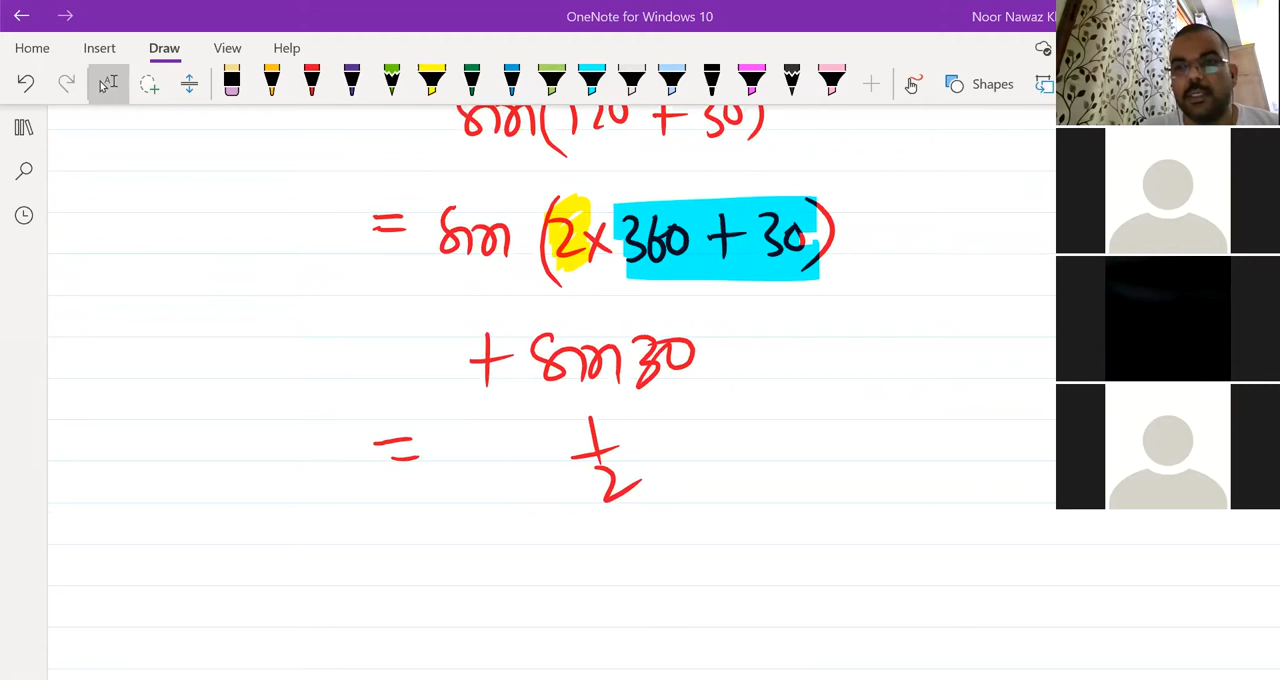 OneNote for Windows 10
Noor Nawaz Kh
Home Insert Draw View Help
Shapes
sin(720 + 30)
= sin (2 x 360 + 30)
+ sin 30
= 1/2